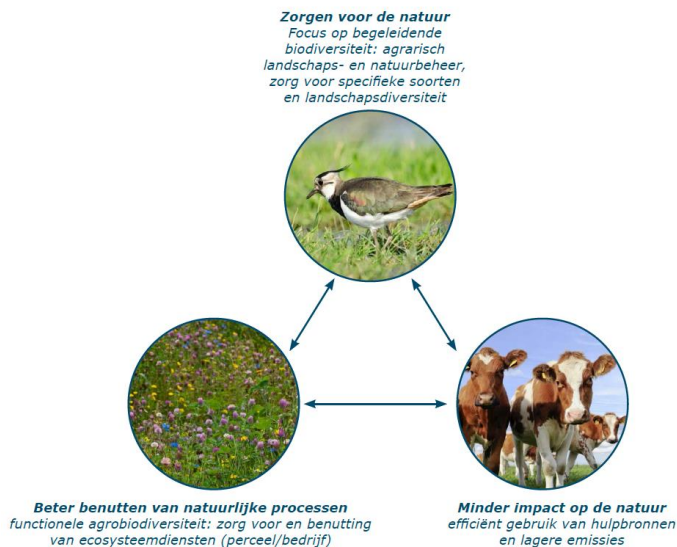 Zorgen voor de natuur
Focus op begeleidende
biodiversiteit: agrarisch
landschaps- en natuurbeheer,
zorg voor specifieke soorten
en landschapsdiversiteit
Beter benutten van natuurlijke processen
functionele agrobiodiversiteit: zorg voor en benutting
van ecosysteemdiensten (perceel/bedrijf)
Minder impact op de natuur
efficiënt gebruik van hulpbronnen
en lagere emissies